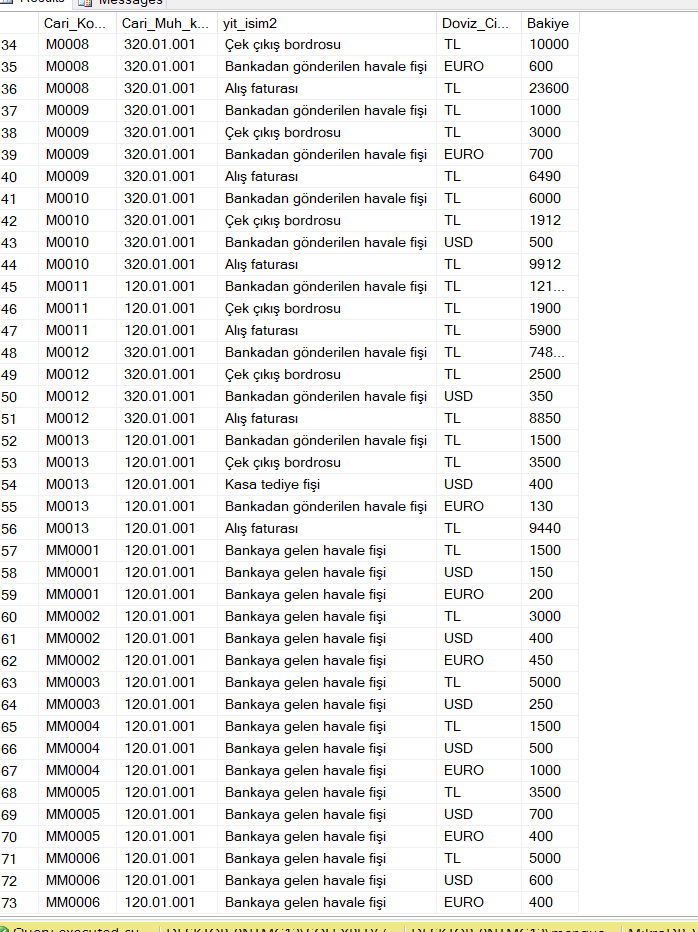 Results Messages
Cari_Ko... Cari_Muh_k... yit_isim2 Doviz_Ci... Bakiye
34 M0008 320.01.001 Çek çıkış bordrosu TL 10000
35 M0008 320.01.001 Bankadan gönderilen havale fişi EURO 600
36 M0008 320.01.001 Alış faturası TL 23600
37 M0009 320.01.001 Bankadan gönderilen havale fişi TL 1000
38 M0009 320.01.001 Çek çıkış bordrosu TL 3000
39 M0009 320.01.001 Bankadan gönderilen havale fişi EURO 700
40 M0009 320.01.001 Alış faturası TL 6490
41 M0010 320.01.001 Bankadan gönderilen havale fişi TL 6000
42 M0010 320.01.001 Çek çıkış bordrosu TL 1912
43 M0010 320.01.001 Bankadan gönderilen havale fişi USD 500
44 M0010 320.01.001 Alış faturası TL 9912
45 M0011 120.01.001 Bankadan gönderilen havale fişi TL 121...
46 M0011 120.01.001 Çek çıkış bordrosu TL 1900
47 M0011 120.01.001 Alış faturası TL 5900
48 M0012 320.01.001 Bankadan gönderilen havale fişi TL 748...
49 M0012 320.01.001 Çek çıkış bordrosu TL 2500
50 M0012 320.01.001 Bankadan gönderilen havale fişi USD 350
51 M0012 320.01.001 Alış faturası TL 8850
52 M0013 120.01.001 Bankadan gönderilen havale fişi TL 1500
53 M0013 120.01.001 Çek çıkış bordrosu TL 3500
54 M0013 120.01.001 Kasa tediye fişi USD 400
55 M0013 120.01.001 Bankadan gönderilen havale fişi EURO 130
56 M0013 120.01.001 Alış faturası TL 9440
57 MM0001 120.01.001 Bankaya gelen havale fişi TL 1500
58 MM0001 120.01.001 Bankaya gelen havale fişi USD 150
59 MM0001 120.01.001 Bankaya gelen havale fişi EURO 200
60 MM0002 120.01.001 Bankaya gelen havale fişi TL 3000
61 MM0002 120.01.001 Bankaya gelen havale fişi USD 400
62 MM0002 120.01.001 Bankaya gelen havale fişi EURO 450
63 MM0003 120.01.001 Bankaya gelen havale fişi TL 5000
64 MM0003 120.01.001 Bankaya gelen havale fişi USD 250
65 MM0004 120.01.001 Bankaya gelen havale fişi TL 1500
66 MM0004 120.01.001 Bankaya gelen havale fişi USD 500
67 MM0004 120.01.001 Bankaya gelen havale fişi EURO 1000
68 MM0005 120.01.001 Bankaya gelen havale fişi TL 3500
69 MM0005 120.01.001 Bankaya gelen havale fişi USD 700
70 MM0005 120.01.001 Bankaya gelen havale fişi EURO 400
71 MM0006 120.01.001 Bankaya gelen havale fişi TL 5000
72 MM0006 120.01.001 Bankaya gelen havale fişi USD 600
73 MM0006 120.01.001 Bankaya gelen havale fişi EURO 400
Query executed su